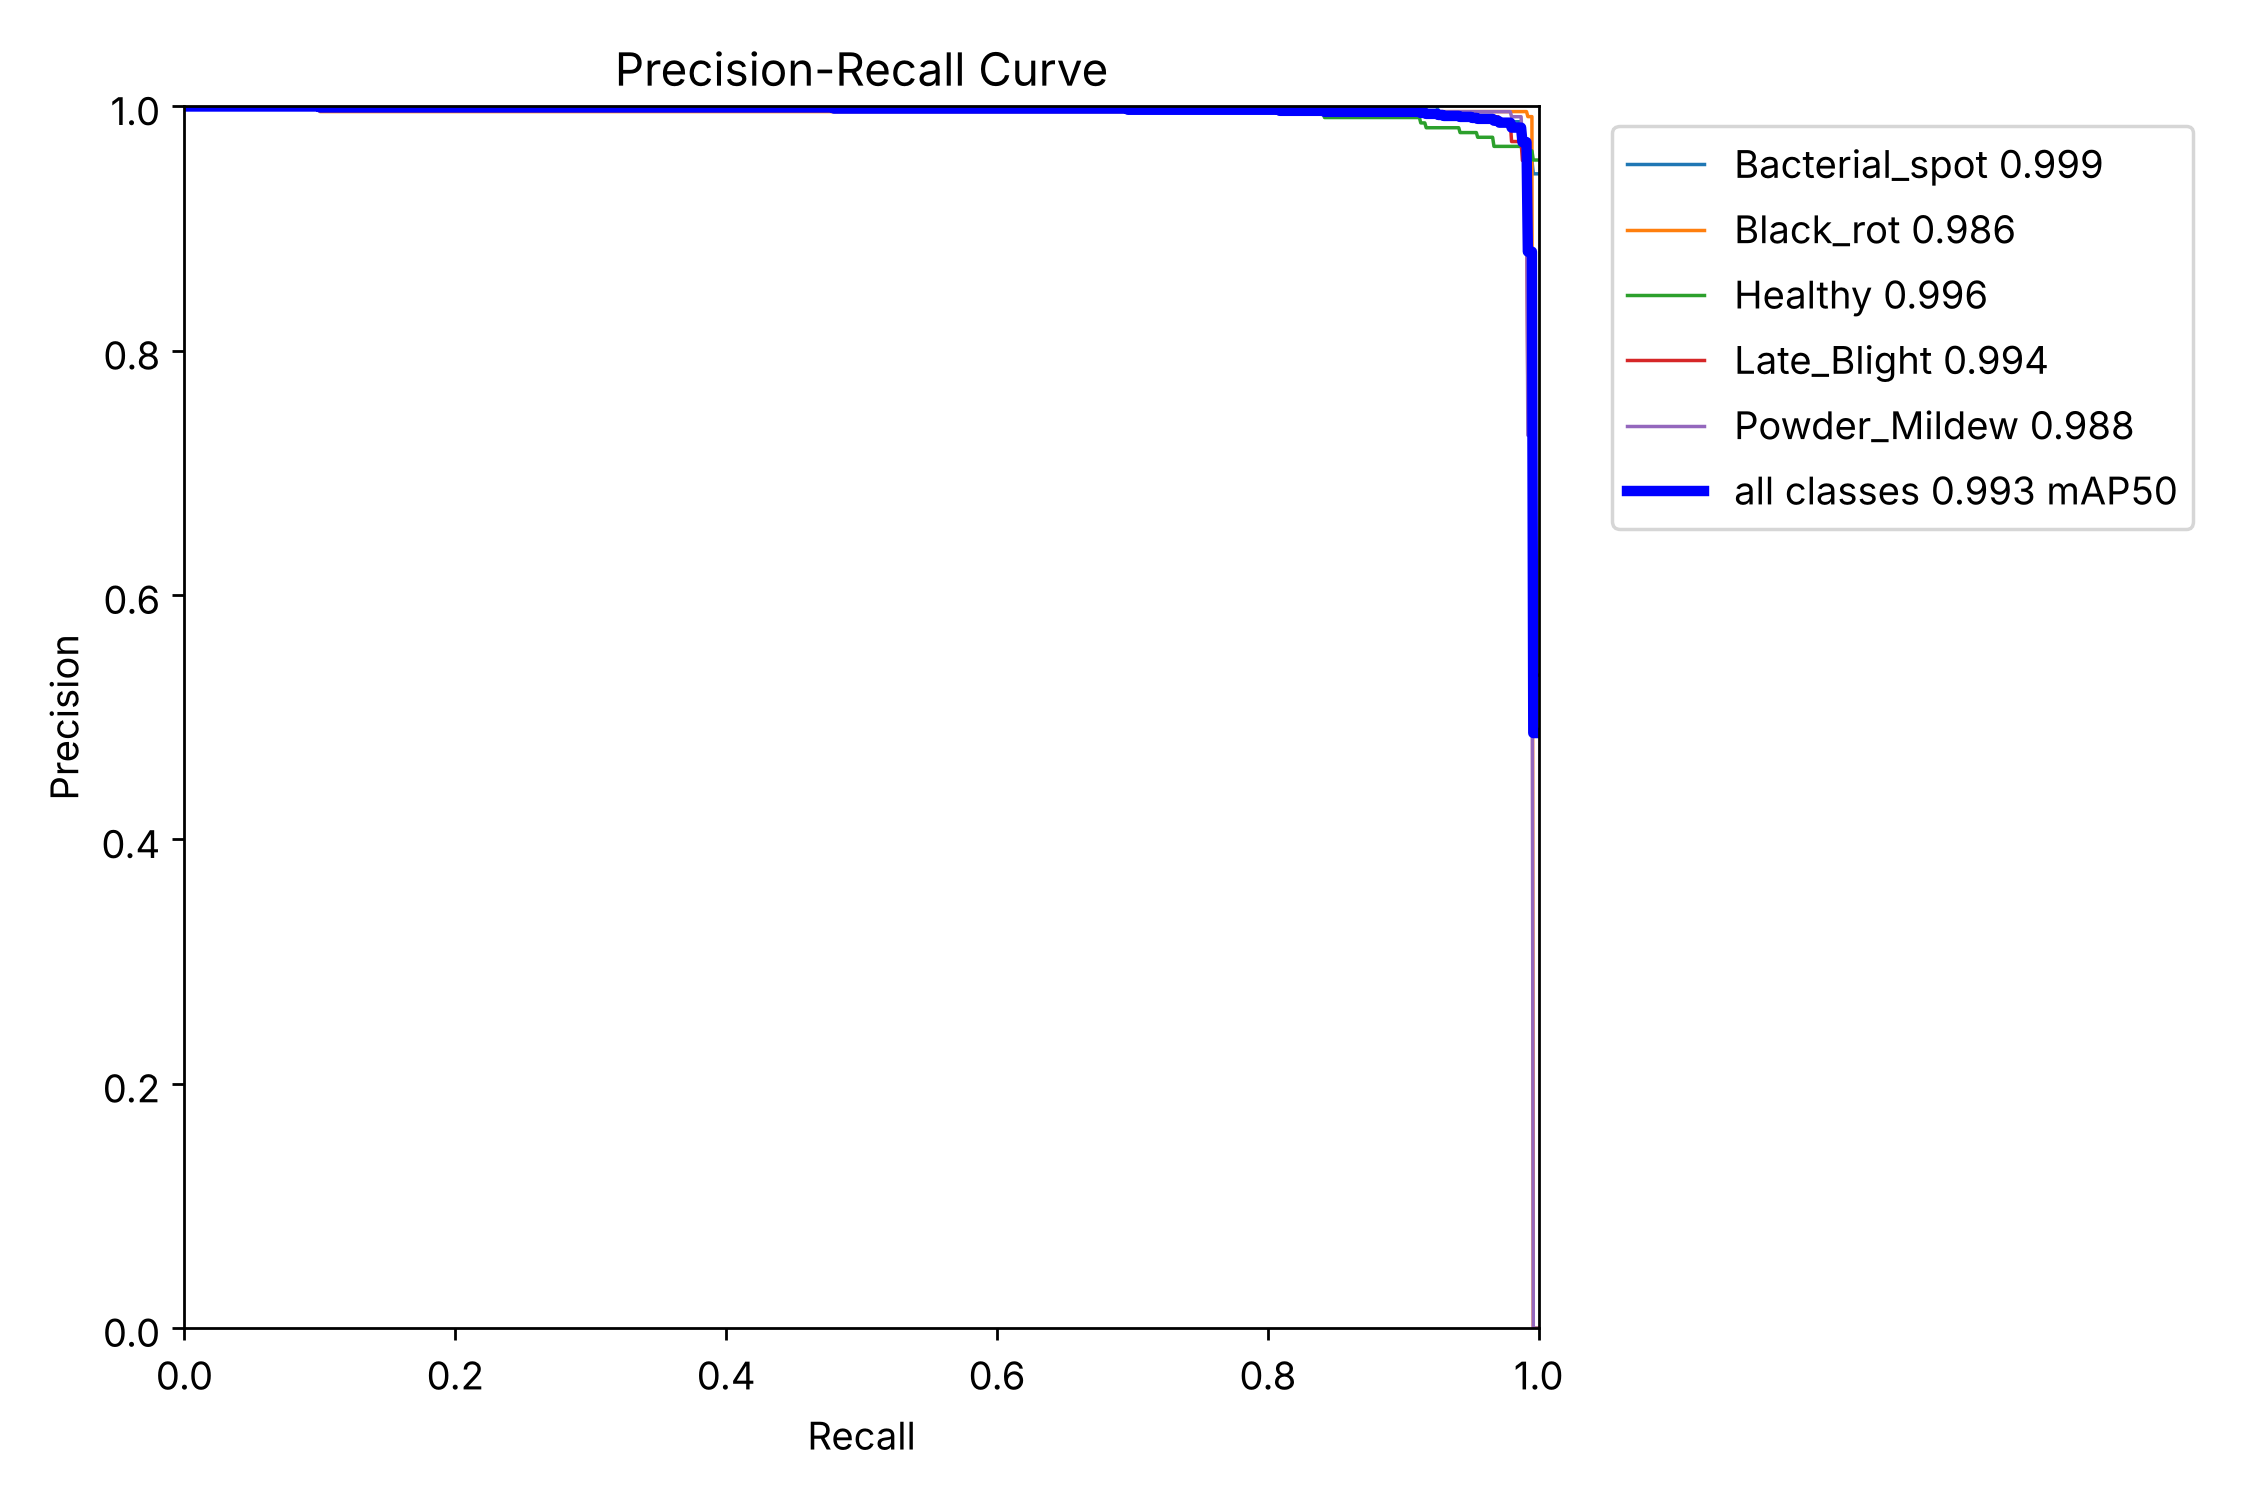 Precision-Recall Curve
1.0
0.8
0.6
0.4
0.2
0.0
Precision
0.0 0.2 0.4 0.6 0.8 1.0
Recall
Bacterial_spot 0.999
Black_rot 0.986
Healthy 0.996
Late_Blight 0.994
Powder_Mildew 0.988
all classes 0.993 mAP50